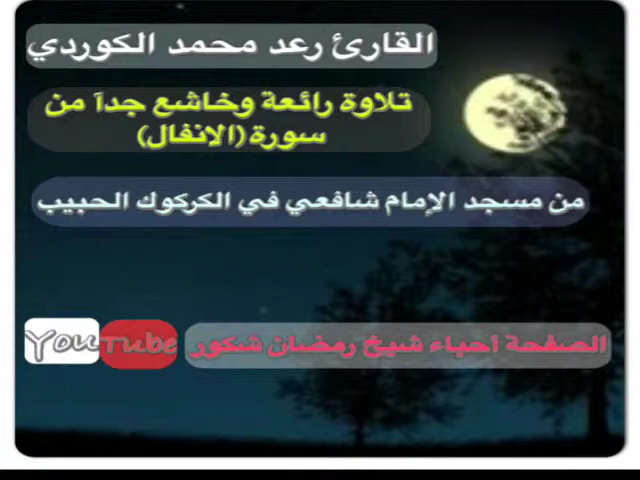 القارئ رعد محمد الكوردي
تلاوة رائعة وخاشع جداً من
سورة (الانفال)
من مسجد الإمام شافعي في الكركوك الحبيب
YouTube الصفحة احباء شيخ رمضان شكور